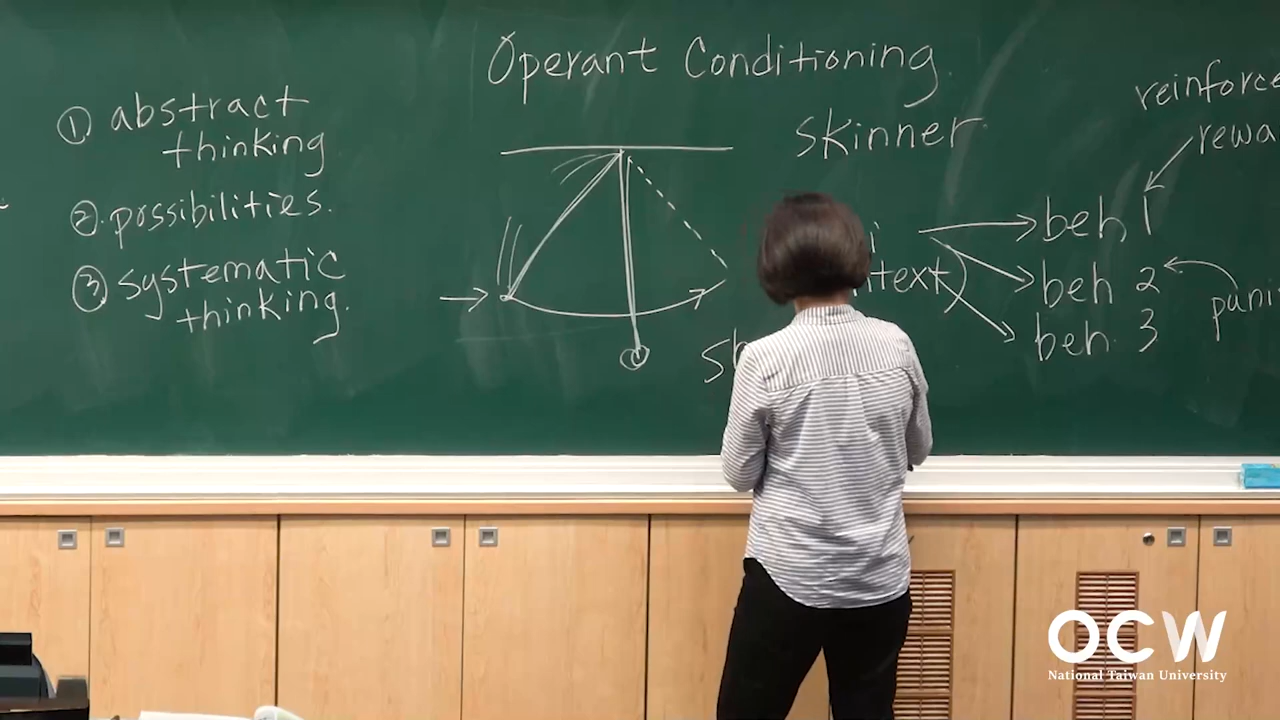 Operant Conditioning
Skinner
① abstract
thinking
② possibilities.
③ systematic
thinking.
reinforce
rewa
beh 1
beh 2
beh. 3
puni
text)
OCW
National Taiwan University